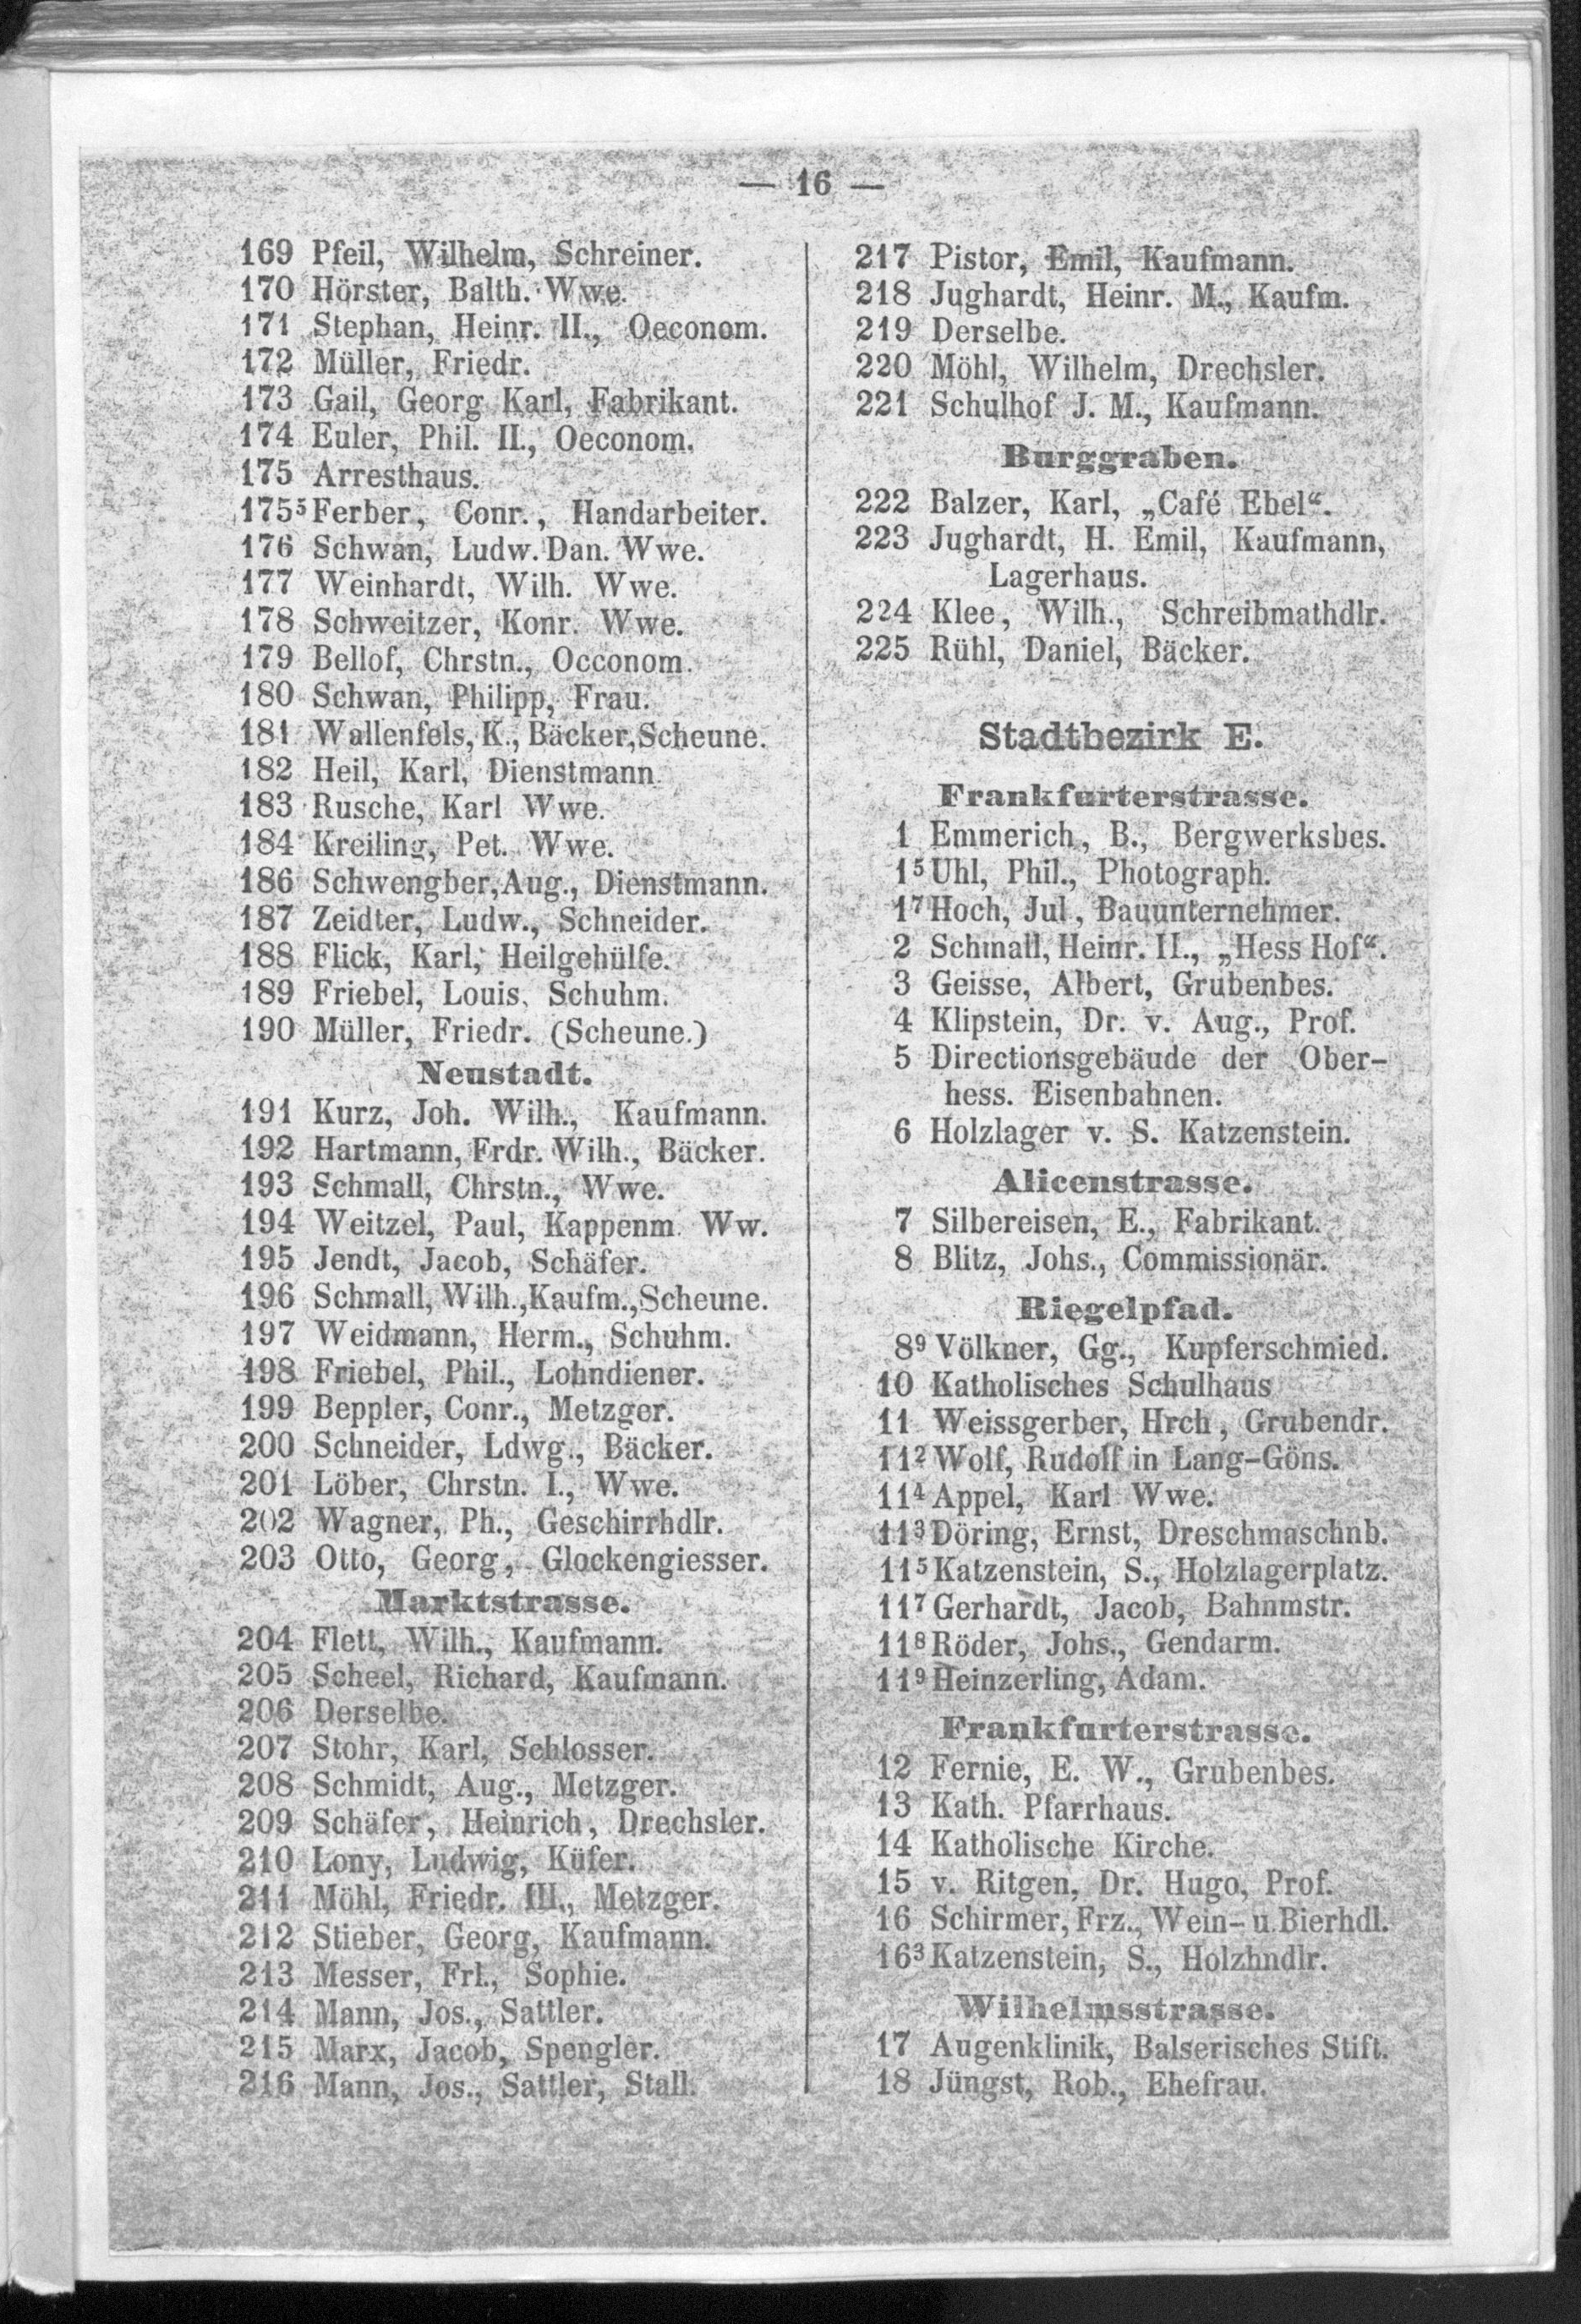 — 16 —
169 Pfeil, Wilhelm, Schreiner.
170 Hörster, Balth. Wwe.
171 Stephan, Heinr. II., Oeconom.
172 Müller, Friedr.
173 Gail, Georg Karl, Fabrikant.
174 Euler, Phil. II., Oeconom.
175 Arresthaus.
175⁵ Ferber, Conr., Handarbeiter.
176 Schwan, Ludw. Dan. Wwe.
177 Weinhardt, Wilh. Wwe.
178 Schweitzer, Konr. Wwe.
179 Bellof, Chrstn., Occonom.
180 Schwan, Philipp, Frau.
181 Wallenfels, K., Bäcker, Scheune.
182 Heil, Karl, Dienstmann
183 Rusche, Karl Wwe.
184 Kreiling, Pet. Wwe.
186 Schwengber, Aug., Dienstmann.
187 Zeidter, Ludw., Schneider.
188 Flick, Karl, Heilgehülfe.
189 Friebel, Louis, Schuhm.
190 Müller, Friedr. (Scheune.)
Neustadt.
191 Kurz, Joh. Wilh., Kaufmann.
192 Hartmann, Frdr. Wilh., Bäcker.
193 Schmall, Chrstn., Wwe.
194 Weitzel, Paul, Kappenm. Ww.
195 Jendt, Jacob, Schäfer.
196 Schmall, Wilh., Kaufm., Scheune.
197 Weidmann, Herm., Schuhm.
198 Friebel, Phil., Lohndiener.
199 Beppler, Conr., Metzger.
200 Schneider, Ldwg., Bäcker.
201 Löber, Chrstn. I., Wwe.
202 Wagner, Ph., Geschirrhdlr.
203 Otto, Georg, Glockengiesser.
Marktstrasse.
204 Flett, Wilh., Kaufmann.
205 Scheel, Richard, Kaufmann.
206 Derselbe.
207 Stohr, Karl, Schlosser.
208 Schmidt, Aug., Metzger.
209 Schäfer, Heinrich, Drechsler.
210 Lony, Ludwig, Küfer.
211 Möhl, Friedr. III., Metzger.
212 Stieber, Georg, Kaufmann.
213 Messer, Frl., Sophie.
214 Mann, Jos., Sattler.
215 Marx, Jacob, Spengler.
216 Mann, Jos., Sattler, Stall.
217 Pistor, Emil, Kaufmann.
218 Jughardt, Heinr. M., Kaufm.
219 Derselbe.
220 Möhl, Wilhelm, Drechsler.
221 Schulhof J. M., Kaufmann.
Burggraben.
222 Balzer, Karl, „Café Ebel“.
223 Jughardt, H. Emil, Kaufmann,
Lagerhaus.
224 Klee, Wilh., Schreibmathdlr.
225 Rühl, Daniel, Bäcker.
Stadtbezirk E.
Frankfurterstrasse.
1 Emmerich, B., Bergwerksbes.
1⁵ Uhl, Phil., Photograph.
1⁷ Hoch, Jul, Bauunternehmer.
2 Schmall, Heinr. II., „Hess Hof“.
3 Geisse, Albert, Grubenbes.
4 Klipstein, Dr. v. Aug., Prof.
5 Directionsgebäude der Ober-
hess. Eisenbahnen.
6 Holzlager v. S. Katzenstein.
Alicenstrasse.
7 Silbereisen, E., Fabrikant.
8 Blitz, Johs., Commissionär.
Riegelpfad.
8⁹ Völkner, Gg., Kupferschmied.
10 Katholisches Schulhaus
11 Weissgerber, Hrch, Grubendr.
11² Wolf, Rudolf in Lang-Göns.
11⁴ Appel, Karl Wwe.
11³ Döring, Ernst, Dreschmaschnb.
11⁵ Katzenstein, S., Holzlagerplatz.
11⁷ Gerhardt, Jacob, Bahnmstr.
11⁸ Röder, Johs., Gendarm.
11⁹ Heinzerling, Adam.
Frankfurterstrasse.
12 Fernie, E. W., Grubenbes.
13 Kath. Pfarrhaus.
14 Katholische Kirche.
15 v. Ritgen, Dr. Hugo, Prof.
16 Schirmer, Frz., Wein- u. Bierhdl.
16³ Katzenstein, S., Holzhndlr.
Wilhelmsstrasse.
17 Augenklinik, Balserisches Stift.
18 Jüngst, Rob., Ehefrau.